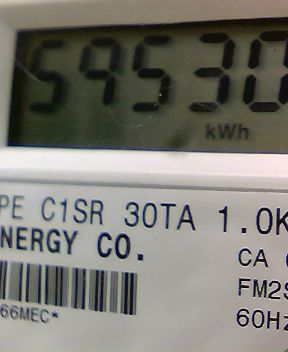 59530
kWh
PE C1SR 30TA 1.0K
NERGY CO.
CA
FM2S
66MEC*
60Hz